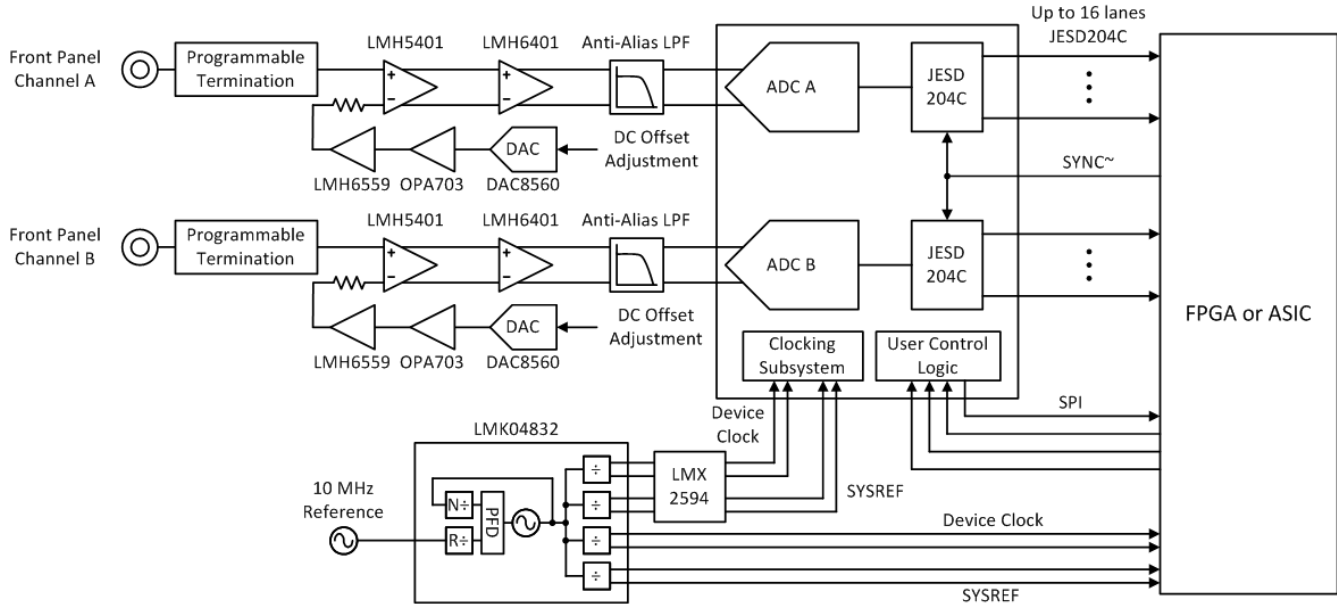 Up to 16 lanes
JESD204C
LMH5401
LMH6401
Anti-Alias LPF
Front Panel
Channel A
Programmable
Termination
+
−
+
−
ADC A
JESD
204C
DAC
DC Offset
Adjustment
LMH6559
OPA703
DAC8560
SYNC~
LMH5401
LMH6401
Anti-Alias LPF
Front Panel
Channel B
Programmable
Termination
+
−
+
−
ADC B
JESD
204C
FPGA or ASIC
DAC
DC Offset
Adjustment
LMH6559
OPA703
DAC8560
Clocking
Subsystem
User Control
Logic
SPI
Device
Clock
LMK04832
÷
LMX
2594
SYSREF
10 MHz
Reference
N÷
PFD
R÷
÷
÷
÷
Device Clock
SYSREF